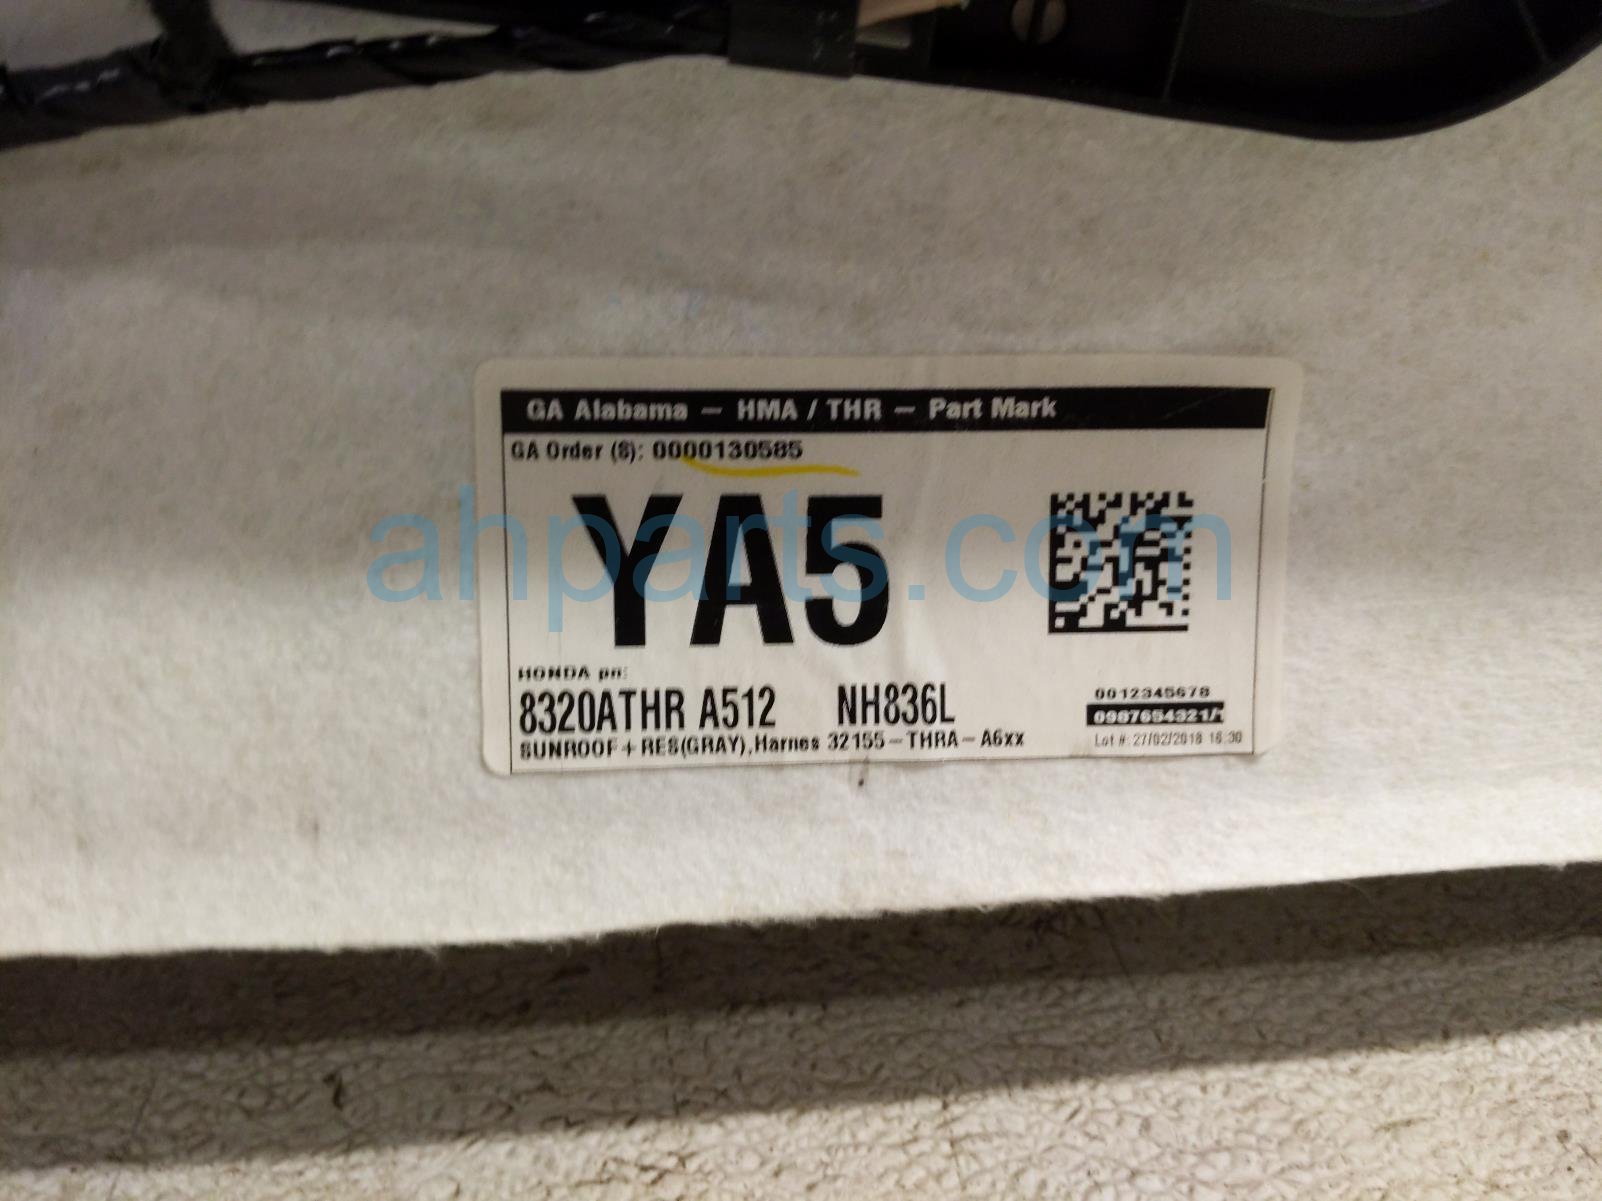 GA Alabama - HMA / THR - Part Mark
GA Order (S): 0000130585
YA5
ahparts.com
HONDA pn:
8320ATHR A512 NH836L
0012345678
0987654321/1
SUNROOF+RES(GRAY),Harnes 32155-THRA-A6xx
Lot #: 27/02/2018 16:30